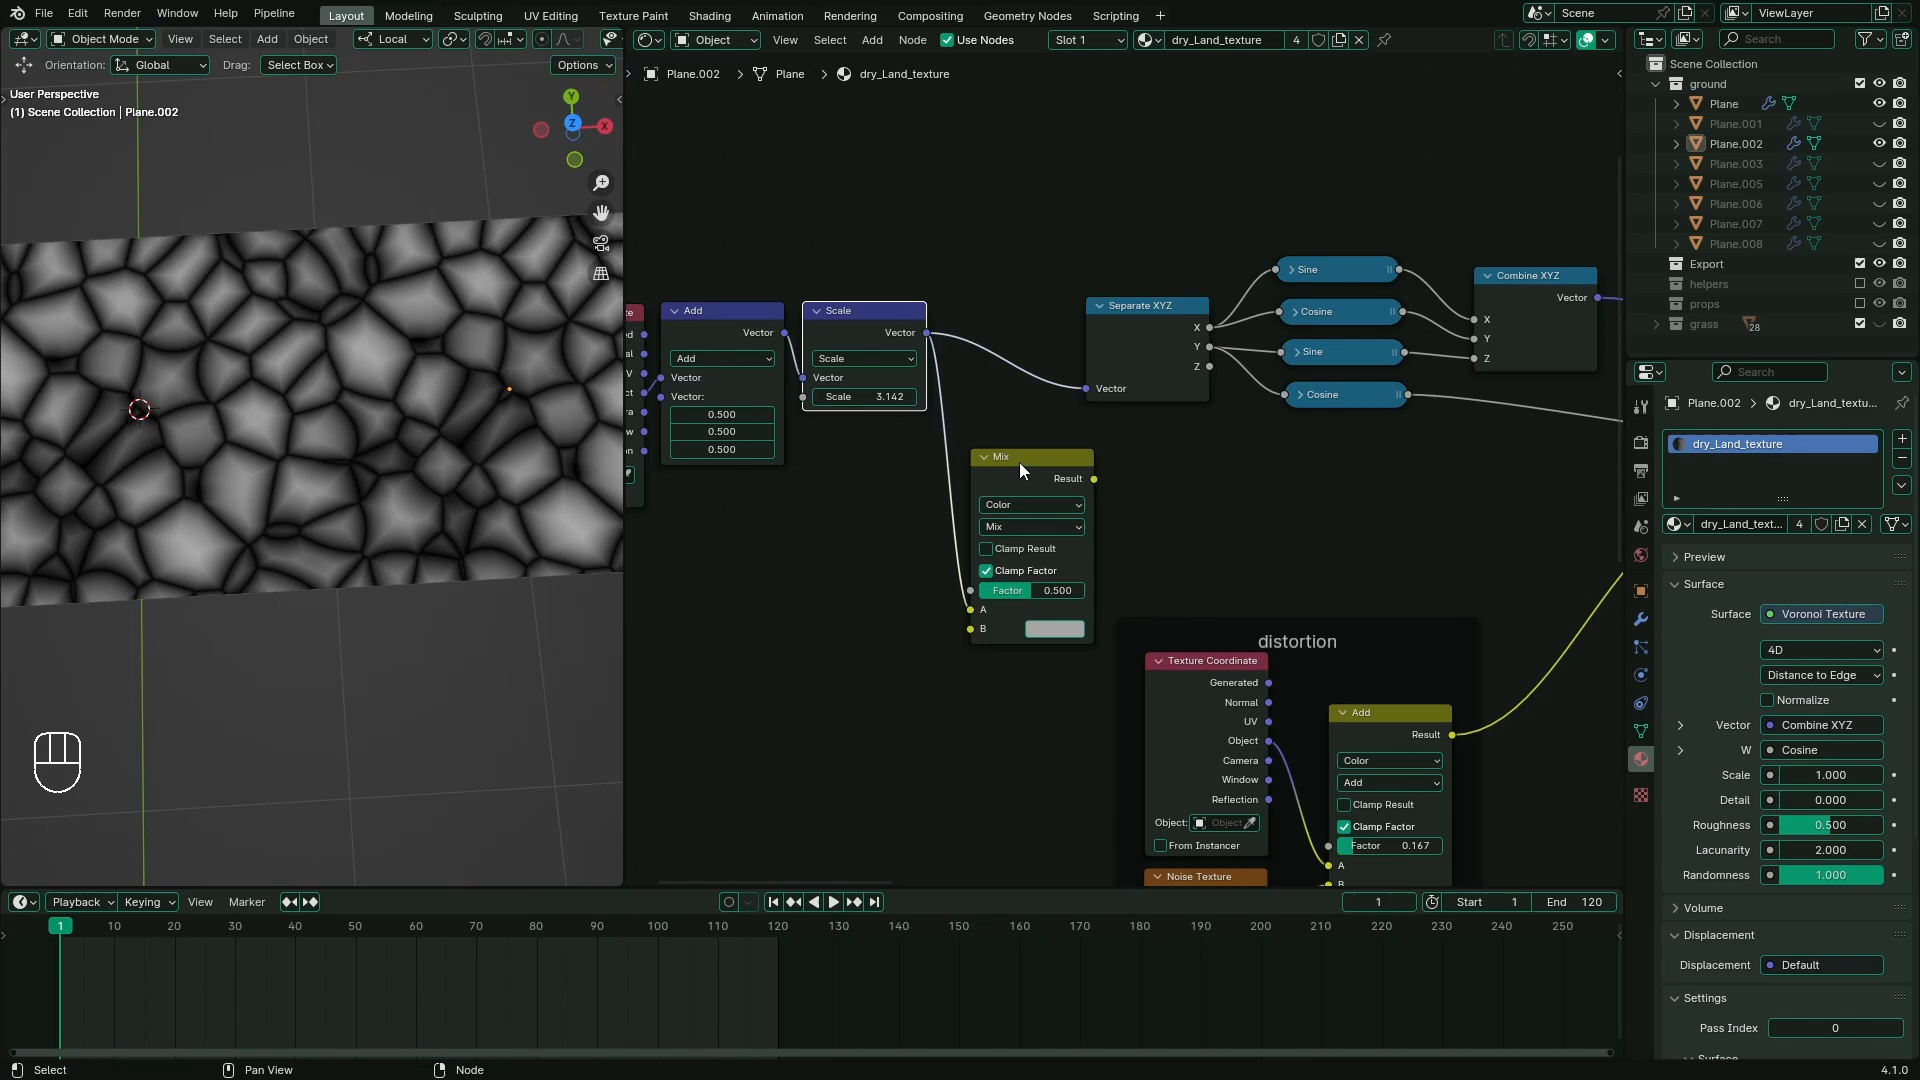 File Edit Render Window Help Pipeline Layout Modeling Sculpting UV Editing Texture Paint Shading Animation Rendering Compositing Geometry Nodes Scripting + Scene ViewLayer
Object Mode View Select Add Object Local Object View Select Add Node Use Nodes Slot 1 dry_Land_texture 4 Search
Orientation: Global Drag: Select Box Options Plane.002 Plane dry_Land_texture
User Perspective
(1) Scene Collection | Plane.002
Y
Z
X
Scene Collection
ground
Plane
Plane.001
Plane.002
Plane.003
Plane.005
Plane.006
Plane.007
Plane.008
Export
helpers
props
grass 28
Add
Vector
Add
Vector
Vector:
0.500
0.500
0.500
Scale
Vector
Scale
Vector
Scale 3.142
Separate XYZ
X
Y
Z
Vector
Sine
Cosine
Sine
Cosine
Combine XYZ
Vector
X
Y
Z
Mix
Result
Color
Mix
Clamp Result
Clamp Factor
Factor 0.500
A
B
distortion
Texture Coordinate
Generated
Normal
UV
Object
Camera
Window
Reflection
Object: Object
From Instancer
Noise Texture
Add
Result
Color
Add
Clamp Result
Clamp Factor
Factor 0.167
A
B
Search
Plane.002 dry_Land_textu...
dry_Land_texture
dry_Land_text... 4
Preview
Surface
Surface Voronoi Texture
4D
Distance to Edge
Normalize
Vector Combine XYZ
W Cosine
Scale 1.000
Detail 0.000
Roughness 0.500
Lacunarity 2.000
Randomness 1.000
Volume
Displacement
Displacement Default
Settings
Pass Index 0
Surface
Playback Keying View Marker 1 Start 1 End 120
1 10 20 30 40 50 60 70 80 90 100 110 120 130 140 150 160 170 180 190 200 210 220 230 240 250
Select Pan View Node 4.1.0